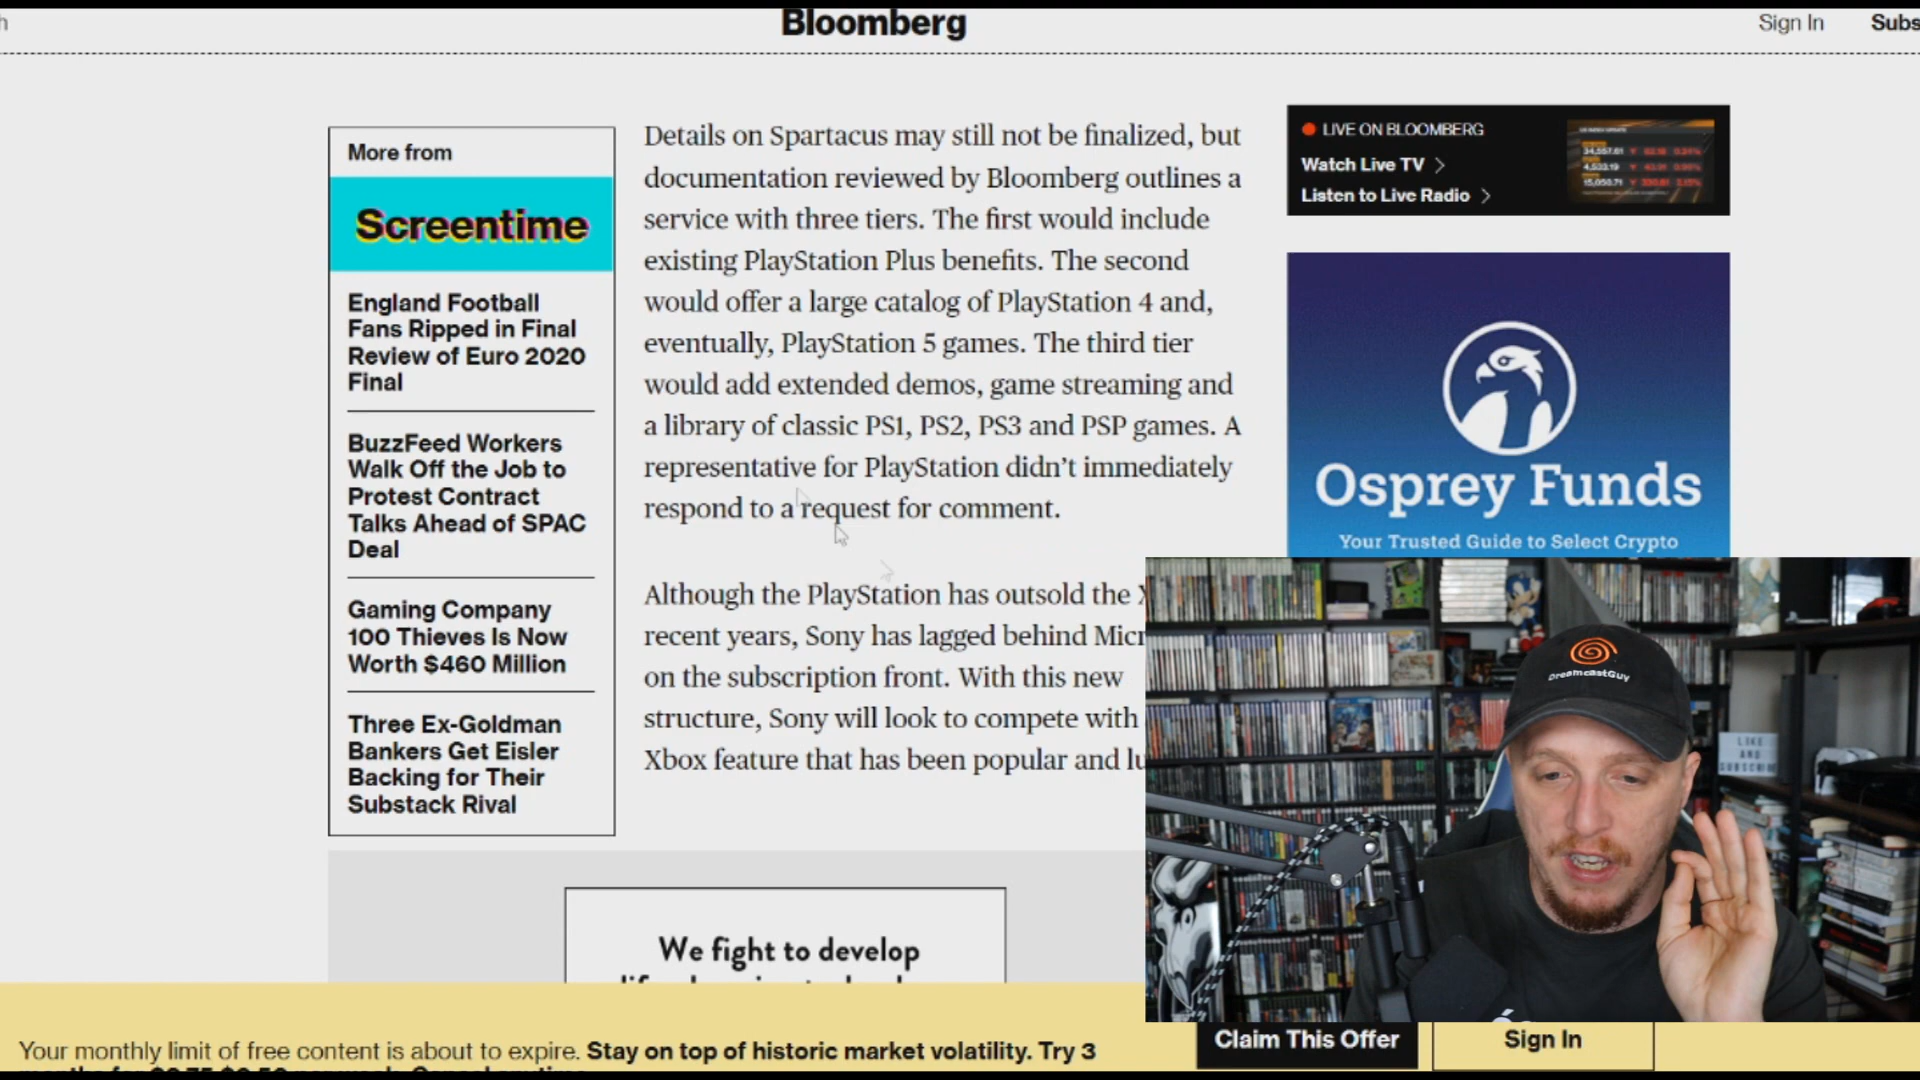 Bloomberg
Sign In
Subs
More from
Screentime
England Football
Fans Ripped in Final
Review of Euro 2020
Final
BuzzFeed Workers
Walk Off the Job to
Protest Contract
Talks Ahead of SPAC
Deal
Gaming Company
100 Thieves Is Now
Worth $460 Million
Three Ex-Goldman
Bankers Get Eisler
Backing for Their
Substack Rival
Details on Spartacus may still not be finalized, but
documentation reviewed by Bloomberg outlines a
service with three tiers. The first would include
existing PlayStation Plus benefits. The second
would offer a large catalog of PlayStation 4 and,
eventually, PlayStation 5 games. The third tier
would add extended demos, game streaming and
a library of classic PS1, PS2, PS3 and PSP games. A
representative for PlayStation didn't immediately
respond to a request for comment.
Although the PlayStation has outsold the X
recent years, Sony has lagged behind Micr
on the subscription front. With this new
structure, Sony will look to compete with
Xbox feature that has been popular and lu
LIVE ON BLOOMBERG
Watch Live TV
Listen to Live Radio
Osprey Funds
Your Trusted Guide to Select Crypto
DreamcastGuy
LIKE
AND
SUBSCRIBE
We fight to develop
Your monthly limit of free content is about to expire. Stay on top of historic market volatility. Try 3
Claim This Offer
Sign In